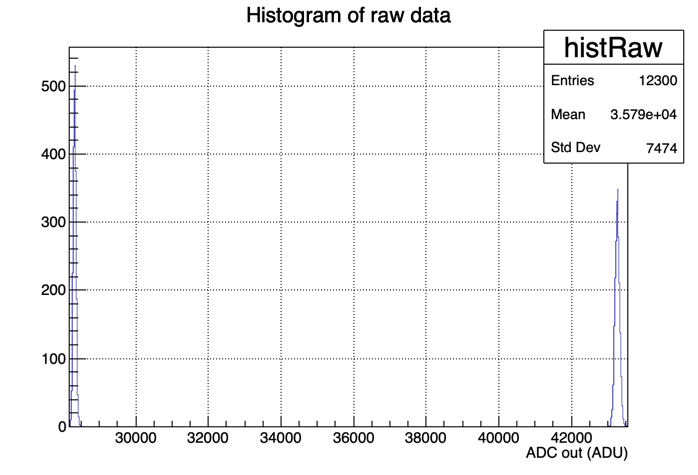 Histogram of raw data
histRaw
Entries 12300
Mean 3.579e+04
Std Dev 7474
500
400
300
200
100
0
30000 32000 34000 36000 38000 40000 42000
ADC out (ADU)